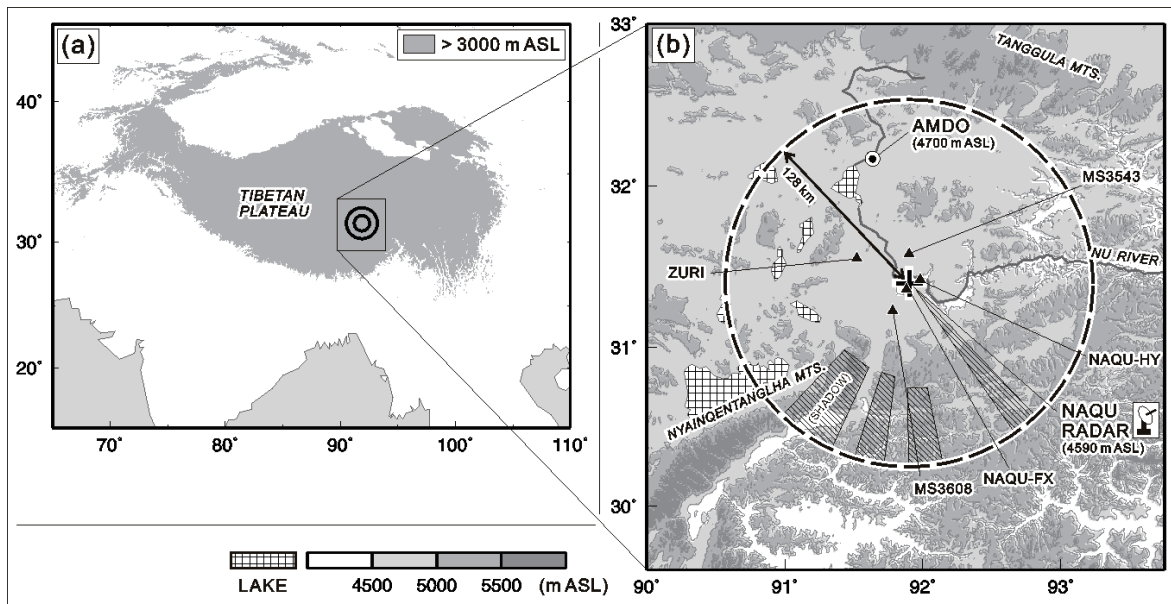 (a)
> 3000 m ASL
40˚
30˚
20˚
TIBETAN
PLATEAU
70˚
80˚
90˚
100˚
110˚
(b)
33˚
32˚
31˚
30˚
TANGGULA MTS.
AMDO
(4700 m ASL)
MS3543
128 km
ZURI
NU RIVER
NAQU-HY
NYAINQENTANGLHA MTS.
(SHADOW)
NAQU
RADAR
(4590 m ASL)
NAQU-FX
MS3608
90˚
91˚
92˚
93˚
LAKE
4500
5000
5500
(m ASL)